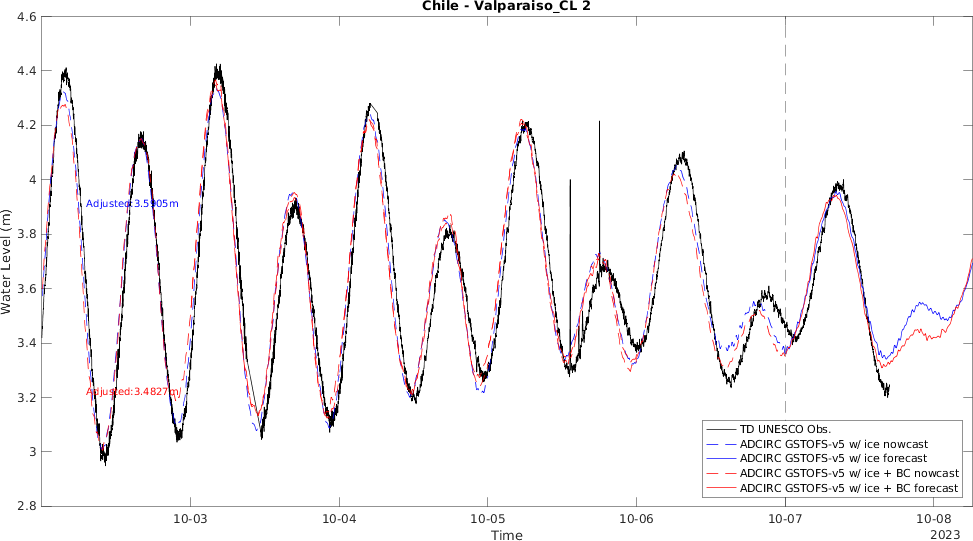 Chile - Valparaiso_CL 2
4.6
4.4
4.2
4
3.8
3.6
3.4
3.2
3
2.8
Water Level (m)
Adjusted:3.5905m
Adjusted:3.4827m
TD UNESCO Obs.
ADCIRC GSTOFS-v5 w/ ice nowcast
ADCIRC GSTOFS-v5 w/ ice forecast
ADCIRC GSTOFS-v5 w/ ice + BC nowcast
ADCIRC GSTOFS-v5 w/ ice + BC forecast
10-03
10-04
10-05
10-06
10-07
10-08
Time
2023